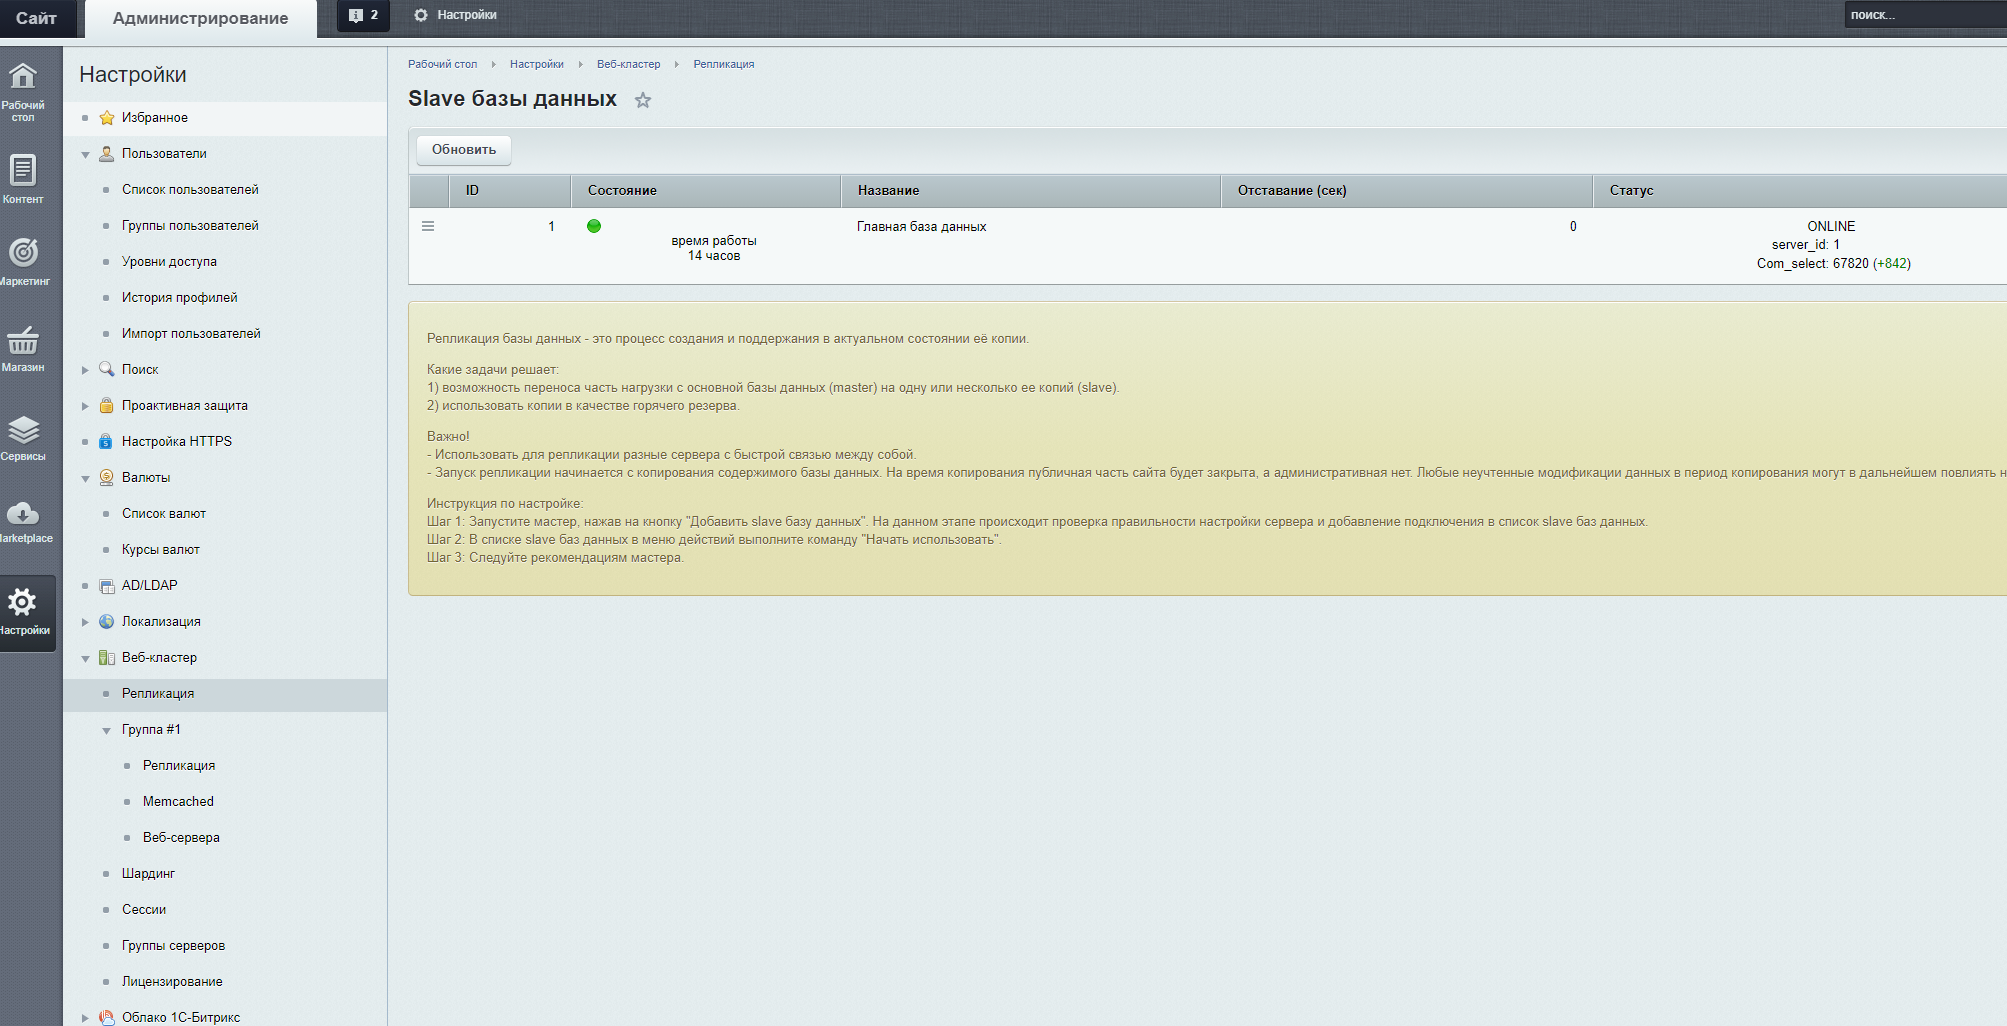 Сайт
Администрирование
2
Настройки
поиск...
Рабочий стол
Контент
Маркетинг
Магазин
Сервисы
Marketplace
Настройки
Настройки
Избранное
Пользователи
Список пользователей
Группы пользователей
Уровни доступа
История профилей
Импорт пользователей
Поиск
Проактивная защита
Настройка HTTPS
Валюты
Список валют
Курсы валют
AD/LDAP
Локализация
Веб-кластер
Репликация
Группа #1
Репликация
Memcached
Веб-сервера
Шардинг
Сессии
Группы серверов
Лицензирование
Облако 1С-Битрикс
Рабочий стол Настройки Веб-кластер Репликация
Slave базы данных
Обновить
ID Состояние Название Отставание (сек) Статус
1 Главная база данных 0 ONLINE
время работы
14 часов
server_id: 1
Com_select: 67820 (+842)
Репликация базы данных - это процесс создания и поддержания в актуальном состоянии её копии.
Какие задачи решает:
1) возможность переноса часть нагрузки с основной базы данных (master) на одну или несколько ее копий (slave).
2) использовать копии в качестве горячего резерва.
Важно!
- Использовать для репликации разные сервера с быстрой связью между собой.
- Запуск репликации начинается с копирования содержимого базы данных. На время копирования публичная часть сайта будет закрыта, а административная нет. Любые неучтенные модификации данных в период копирования могут в дальнейшем повлиять н
Инструкция по настройке:
Шаг 1: Запустите мастер, нажав на кнопку "Добавить slave базу данных". На данном этапе происходит проверка правильности настройки сервера и добавление подключения в список slave баз данных.
Шаг 2: В списке slave баз данных в меню действий выполните команду "Начать использовать".
Шаг 3: Следуйте рекомендациям мастера.